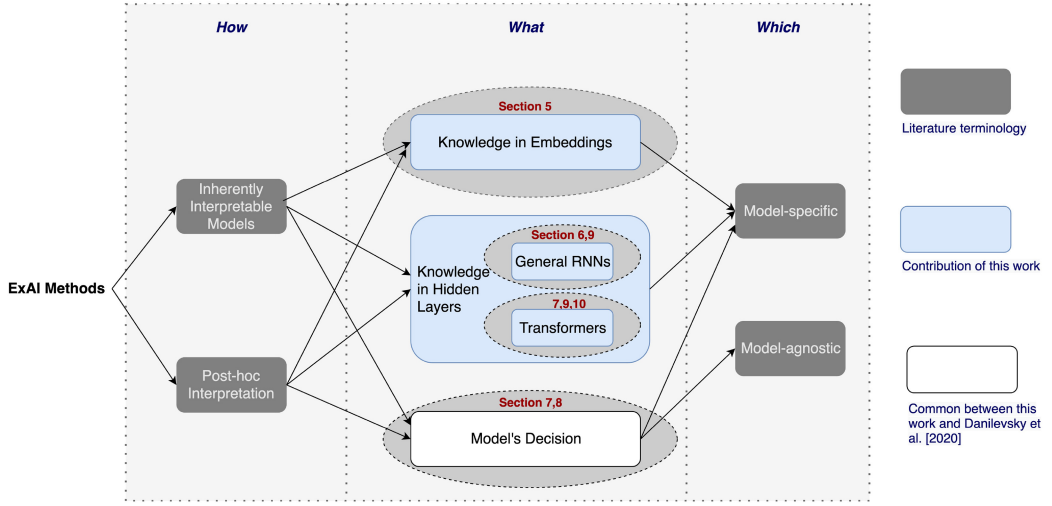 How
What
Which
Section 5
Knowledge in Embeddings
Literature terminology
Inherently
Interpretable
Models
Model-specific
Section 6,9
General RNNs
Knowledge
in Hidden
Layers
7,9,10
Transformers
Contribution of this work
ExAI Methods
Model-agnostic
Post-hoc
Interpretation
Section 7,8
Model's Decision
Common between this
work and Danilevsky et
al. [2020]